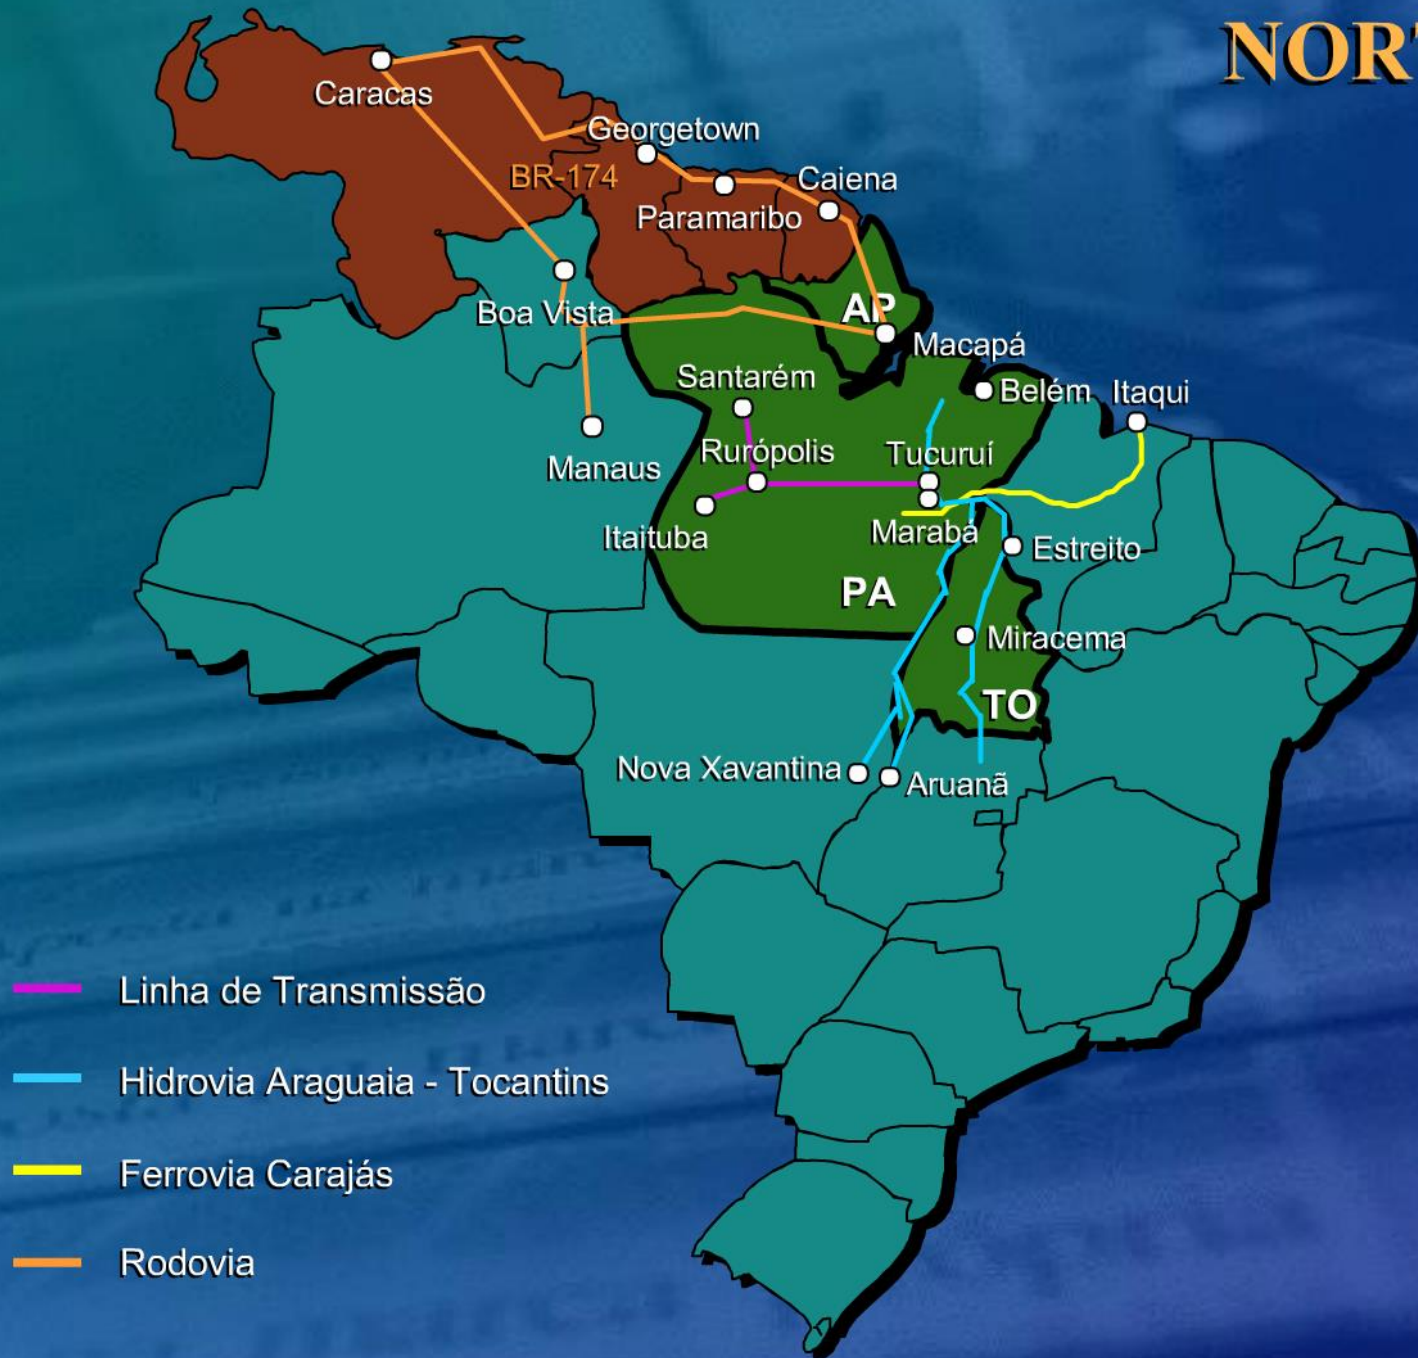 NORT
Caracas
Georgetown
BR-174
Caiena
Paramaribo
Boa Vista
AP
Macapá
Santarém
Belém
Itaqui
Rurópolis
Tucuruí
Manaus
Itaituba
Marabá
Estreito
PA
Miracema
TO
Nova Xavantina
Aruanã
Linha de Transmissão
Hidrovia Araguaia - Tocantins
Ferrovia Carajás
Rodovia